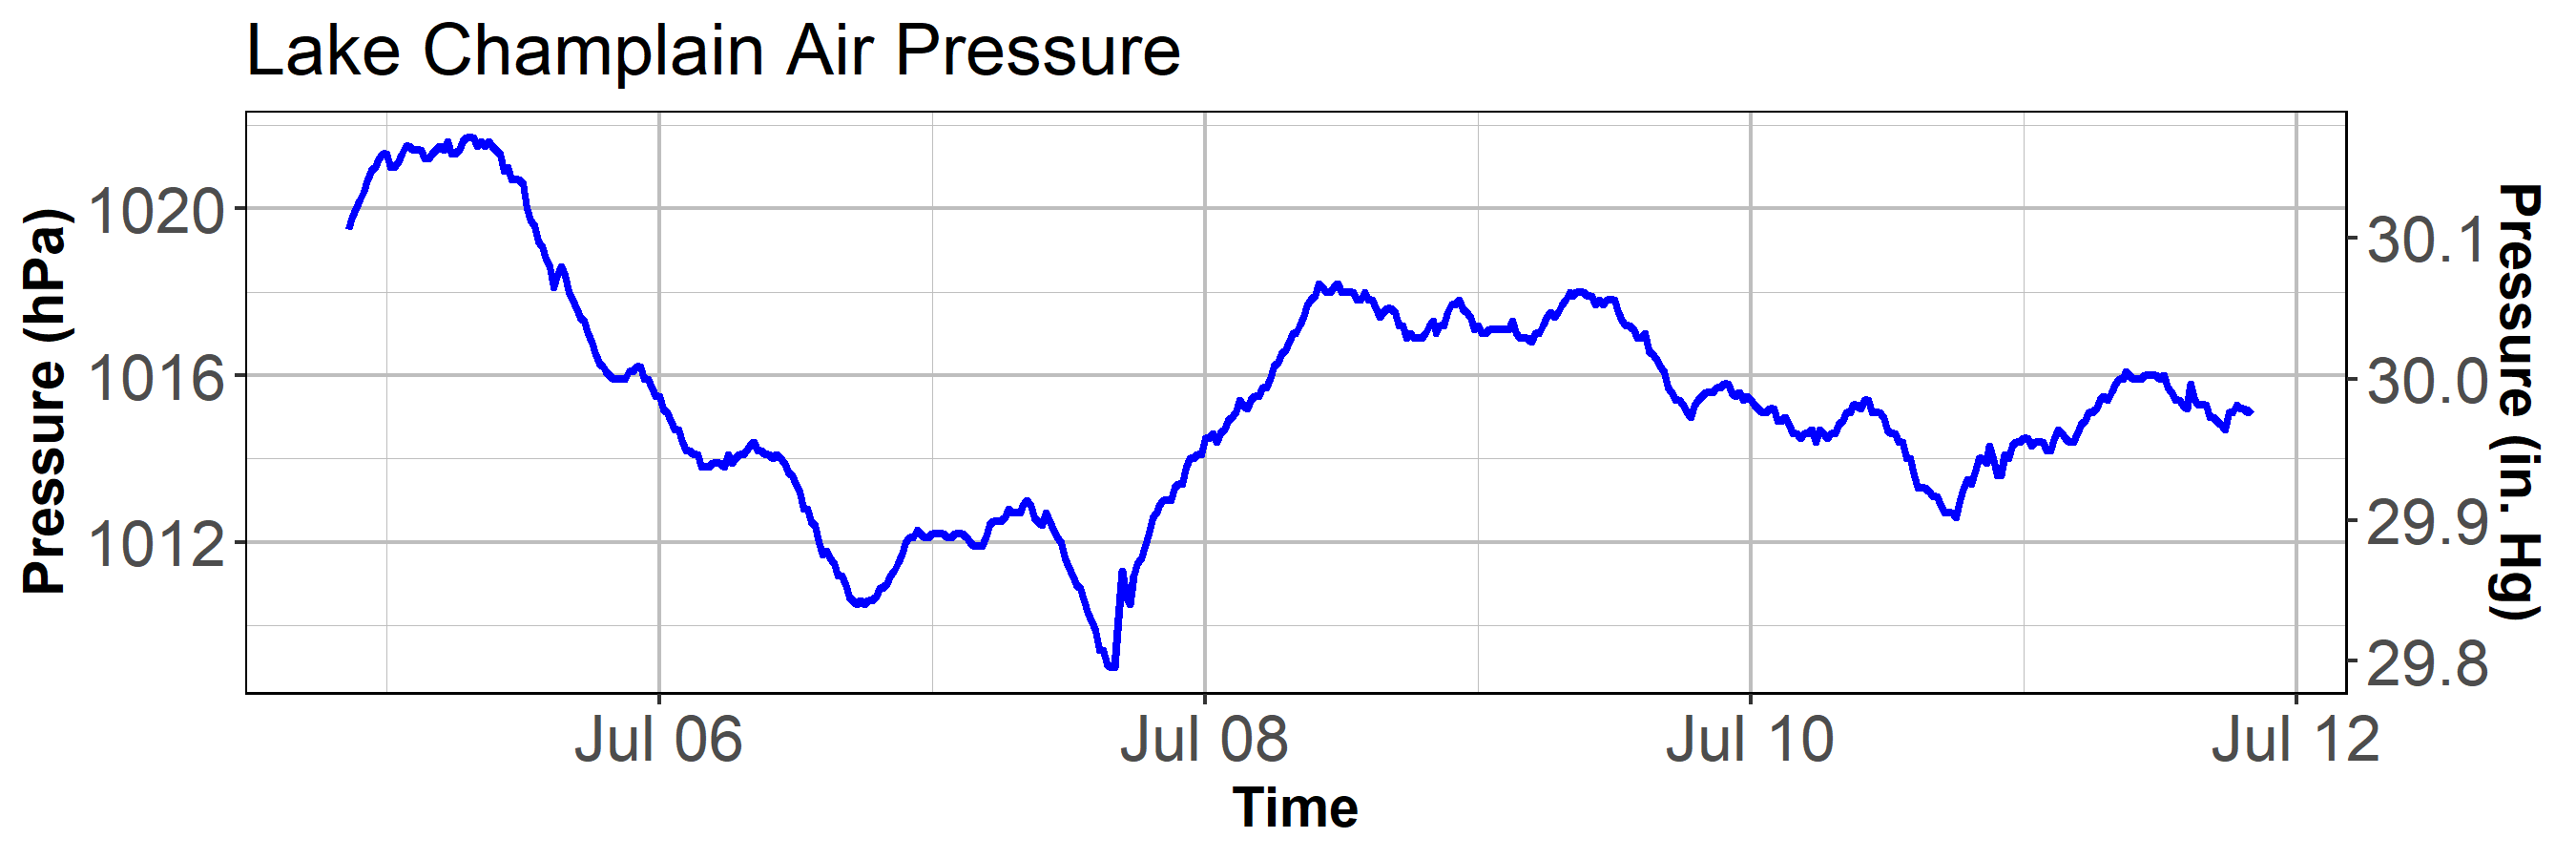 Lake Champlain Air Pressure
Pressure (hPa)
1020
1016
1012
30.1
30.0
29.9
29.8
Pressure (in. Hg)
Jul 06
Jul 08
Jul 10
Jul 12
Time